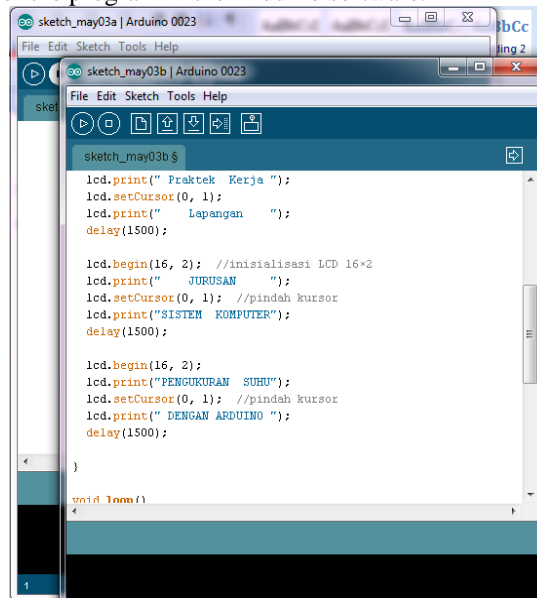 sketch_may03a | Arduino 0023
bCc
File Edit Sketch Tools Help
ding 2
sketch_may03b | Arduino 0023
File Edit Sketch Tools Help
sket
sketch_may03b §
lcd.print(" Praktek  Kerja ");
lcd.setCursor(0, 1);
lcd.print("    Lapangan    ");
delay(1500);
lcd.begin(16, 2);  //inisialisasi LCD 16×2
lcd.print("    JURUSAN     ");
lcd.setCursor(0, 1);  //pindah kursor
lcd.print("SISTEM  KOMPUTER");
delay(1500);
lcd.begin(16, 2);
lcd.print("PENGUKURAN  SUHU");
lcd.setCursor(0, 1);  //pindah kursor
lcd.print(" DENGAN ARDUINO ");
delay(1500);
}
void loop()
1